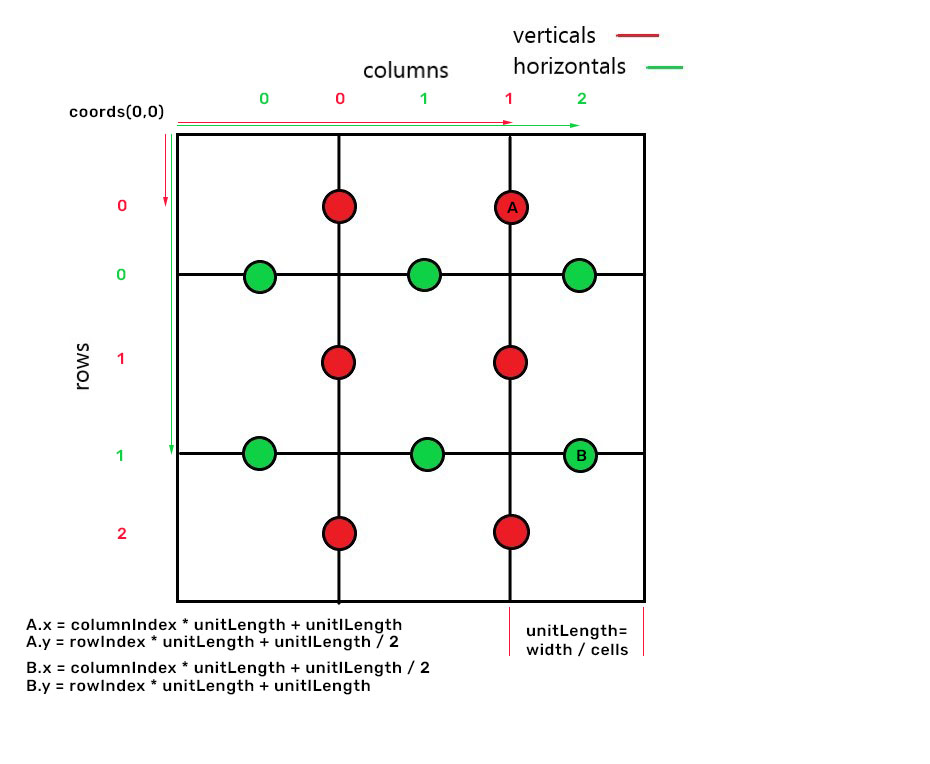 verticals
horizontals
columns
0 0 1 1 2
coords(0,0)
0
0
1
rows
1
2
A
B
A.x = columnIndex * unitLength + unitlLength
A.y = rowIndex * unitLength + unitlLength / 2
B.x = columnIndex * unitLength + unitlLength / 2
B.y = rowIndex * unitLength + unitlLength
unitLength=
width / cells